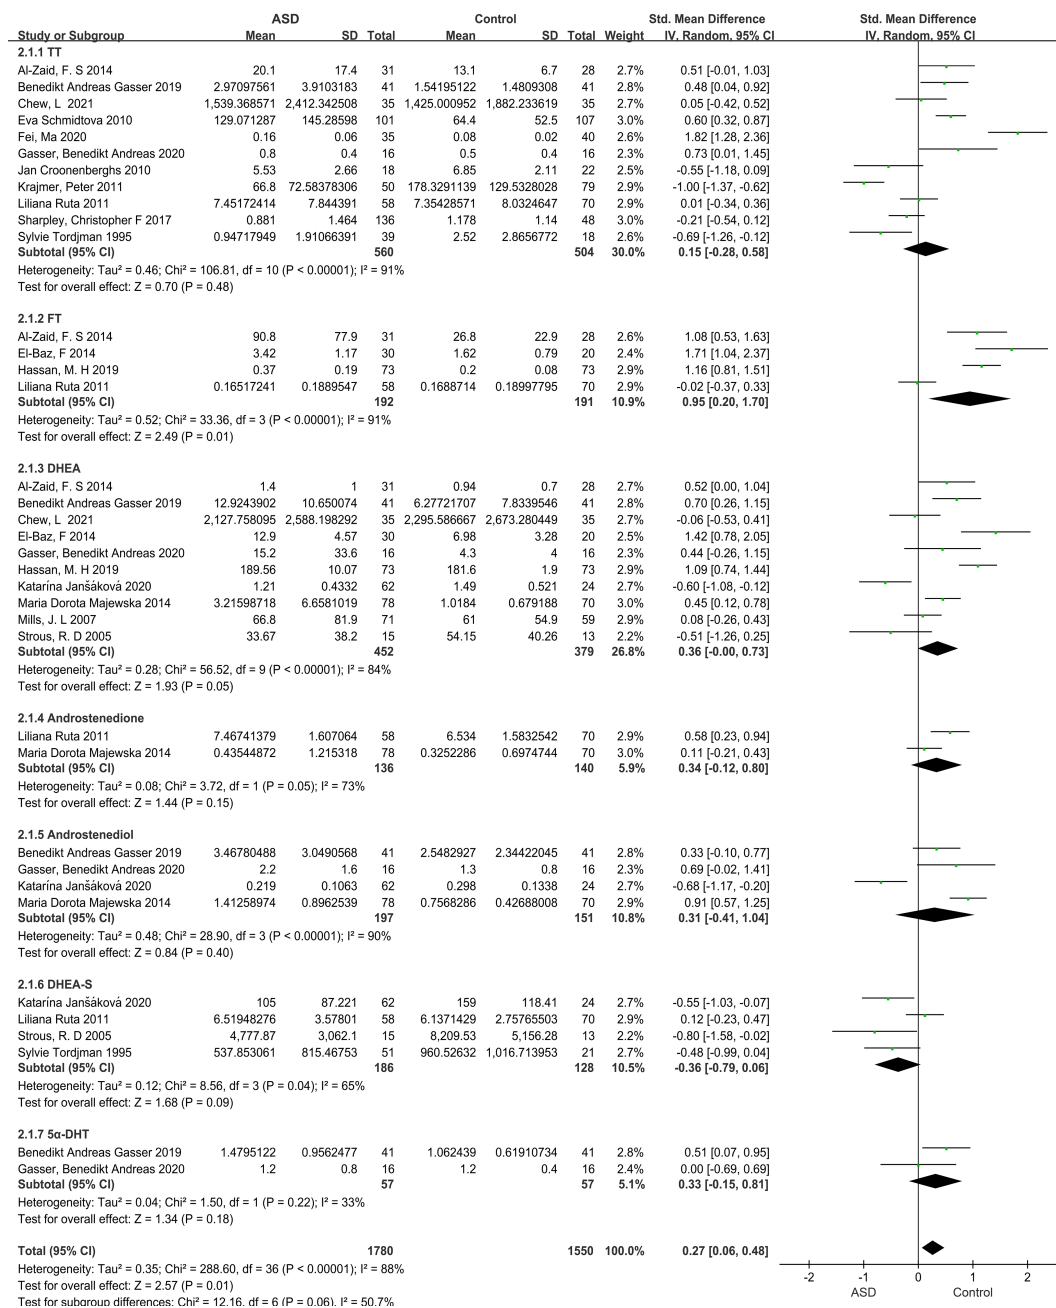 ASD Control Std. Mean Difference Std. Mean Difference
Study or Subgroup Mean SD Total Mean SD Total Weight IV, Random, 95% CI IV, Random, 95% CI
2.1.1 TT
Al-Zaid, F. S 2014 20.1 17.4 31 13.1 6.7 28 2.7% 0.51 [-0.01, 1.03]
Benedikt Andreas Gasser 2019 2.97097561 3.9103183 41 1.54195122 1.4809308 41 2.8% 0.48 [0.04, 0.92]
Chew, L 2021 1,539.368571 2,412.342508 35 1,425.000952 1,882.233619 35 2.7% 0.05 [-0.42, 0.52]
Eva Schmidtova 2010 129.071287 145.28598 101 64.4 52.5 107 3.0% 0.60 [0.32, 0.87]
Fei, Ma 2020 0.16 0.06 35 0.08 0.02 40 2.6% 1.82 [1.28, 2.36]
Gasser, Benedikt Andreas 2020 0.8 0.4 16 0.5 0.4 16 2.3% 0.73 [0.01, 1.45]
Jan Croonenberghs 2010 5.53 2.66 18 6.85 2.11 22 2.5% -0.55 [-1.18, 0.09]
Krajmer, Peter 2011 66.8 72.58378306 50 178.3291139 129.5328028 79 2.9% -1.00 [-1.37, -0.62]
Liliana Ruta 2011 7.45172414 7.844391 58 7.35428571 8.0324647 70 2.9% 0.01 [-0.34, 0.36]
Sharpley, Christopher F 2017 0.881 1.464 136 1.178 1.14 48 3.0% -0.21 [-0.54, 0.12]
Sylvie Tordjman 1995 0.94717949 1.91066391 39 2.52 2.8656772 18 2.6% -0.69 [-1.26, -0.12]
Subtotal (95% CI) 560 504 30.0% 0.15 [-0.28, 0.58]
Heterogeneity: Tau² = 0.46; Chi² = 106.81, df = 10 (P < 0.00001); I² = 91%
Test for overall effect: Z = 0.70 (P = 0.48)
2.1.2 FT
Al-Zaid, F. S 2014 90.8 77.9 31 26.8 22.9 28 2.6% 1.08 [0.53, 1.63]
El-Baz, F 2014 3.42 1.17 30 1.62 0.79 20 2.4% 1.71 [1.04, 2.37]
Hassan, M. H 2019 0.37 0.19 73 0.2 0.08 73 2.9% 1.16 [0.81, 1.51]
Liliana Ruta 2011 0.16517241 0.1889547 58 0.1688714 0.18997795 70 2.9% -0.02 [-0.37, 0.33]
Subtotal (95% CI) 192 191 10.9% 0.95 [0.20, 1.70]
Heterogeneity: Tau² = 0.52; Chi² = 33.36, df = 3 (P < 0.00001); I² = 91%
Test for overall effect: Z = 2.49 (P = 0.01)
2.1.3 DHEA
Al-Zaid, F. S 2014 1.4 1 31 0.94 0.7 28 2.7% 0.52 [0.00, 1.04]
Benedikt Andreas Gasser 2019 12.9243902 10.650074 41 6.27721707 7.8339546 41 2.7% 0.70 [0.26, 1.15]
Chew, L 2021 2,127.758095 2,588.198292 35 2,295.586667 2,673.280449 35 2.7% -0.06 [-0.53, 0.41]
El-Baz, F 2014 12.9 4.57 30 6.98 3.28 20 2.5% 1.42 [0.78, 2.05]
Gasser, Benedikt Andreas 2020 15.2 33.6 16 4.3 4 16 2.3% 0.44 [-0.26, 1.15]
Hassan, M. H 2019 189.56 10.07 73 181.6 1.9 73 2.9% 1.09 [0.74, 1.44]
Katarína Janšáková 2020 1.21 0.4332 62 1.49 0.521 24 2.7% -0.60 [-1.08, -0.12]
Maria Dorota Majewska 2014 3.21598718 6.6581019 78 1.0184 0.679188 70 3.0% 0.45 [0.12, 0.78]
Mills, J. L 2007 66.8 81.9 71 61 54.9 59 2.9% 0.08 [-0.26, 0.43]
Strous, R. D 2005 33.67 38.2 15 54.15 40.26 13 2.2% -0.51 [-1.26, 0.25]
Subtotal (95% CI) 452 379 26.8% 0.36 [-0.00, 0.73]
Heterogeneity: Tau² = 0.28; Chi² = 56.52, df = 9 (P < 0.00001); I² = 84%
Test for overall effect: Z = 1.93 (P = 0.05)
2.1.4 Androstenedione
Liliana Ruta 2011 7.46741379 1.607064 58 6.534 1.5832542 70 2.9% 0.58 [0.23, 0.94]
Maria Dorota Majewska 2014 0.43544872 1.215318 78 0.3252286 0.6974744 70 3.0% 0.11 [-0.21, 0.43]
Subtotal (95% CI) 136 140 5.9% 0.34 [-0.12, 0.80]
Heterogeneity: Tau² = 0.08; Chi² = 3.72, df = 1 (P = 0.05); I² = 73%
Test for overall effect: Z = 1.44 (P = 0.15)
2.1.5 Androstenediol
Benedikt Andreas Gasser 2019 3.46780488 3.0490568 41 2.5482927 2.34422045 41 2.8% 0.33 [-0.10, 0.77]
Gasser, Benedikt Andreas 2020 2.2 1.6 16 1.3 0.8 16 2.3% 0.69 [-0.02, 1.41]
Katarína Janšáková 2020 0.219 0.1063 62 0.298 0.1338 24 2.7% -0.68 [-1.17, -0.20]
Maria Dorota Majewska 2014 1.41258974 0.8962539 78 0.7568286 0.42688008 70 2.9% 0.91 [0.57, 1.25]
Subtotal (95% CI) 197 151 10.8% 0.31 [-0.41, 1.04]
Heterogeneity: Tau² = 0.48; Chi² = 28.90, df = 3 (P < 0.00001); I² = 90%
Test for overall effect: Z = 0.84 (P = 0.40)
2.1.6 DHEA-S
Katarína Janšáková 2020 105 87.221 62 159 118.41 24 2.7% -0.55 [-1.03, -0.07]
Liliana Ruta 2011 6.51948276 3.57801 58 6.1371429 2.75765503 70 2.9% 0.12 [-0.23, 0.47]
Strous, R. D 2005 4,777.87 3,062.1 15 8,209.53 5,156.28 13 2.2% -0.80 [-1.58, -0.02]
Sylvie Tordjman 1995 537.853061 815.46753 51 960.52632 1,016.713953 21 2.7% -0.48 [-0.99, 0.04]
Subtotal (95% CI) 186 128 10.5% -0.36 [-0.79, 0.06]
Heterogeneity: Tau² = 0.12; Chi² = 8.56, df = 3 (P = 0.04); I² = 65%
Test for overall effect: Z = 1.68 (P = 0.09)
2.1.7 5α-DHT
Benedikt Andreas Gasser 2019 1.4795122 0.9562477 41 1.062439 0.61910734 41 2.8% 0.51 [0.07, 0.95]
Gasser, Benedikt Andreas 2020 1.2 0.8 16 1.2 0.4 16 2.4% 0.00 [-0.69, 0.69]
Subtotal (95% CI) 57 57 5.1% 0.33 [-0.15, 0.81]
Heterogeneity: Tau² = 0.04; Chi² = 1.50, df = 1 (P = 0.22); I² = 33%
Test for overall effect: Z = 1.34 (P = 0.18)
Total (95% CI) 1780 1550 100.0% 0.27 [0.06, 0.48]
Heterogeneity: Tau² = 0.35; Chi² = 288.60, df = 36 (P < 0.00001); I² = 88%
Test for overall effect: Z = 2.57 (P = 0.01)
Test for subgroup differences: Chi² = 12.16, df = 6 (P = 0.06), I² = 50.7%
-2 -1 0 1 2
ASD Control